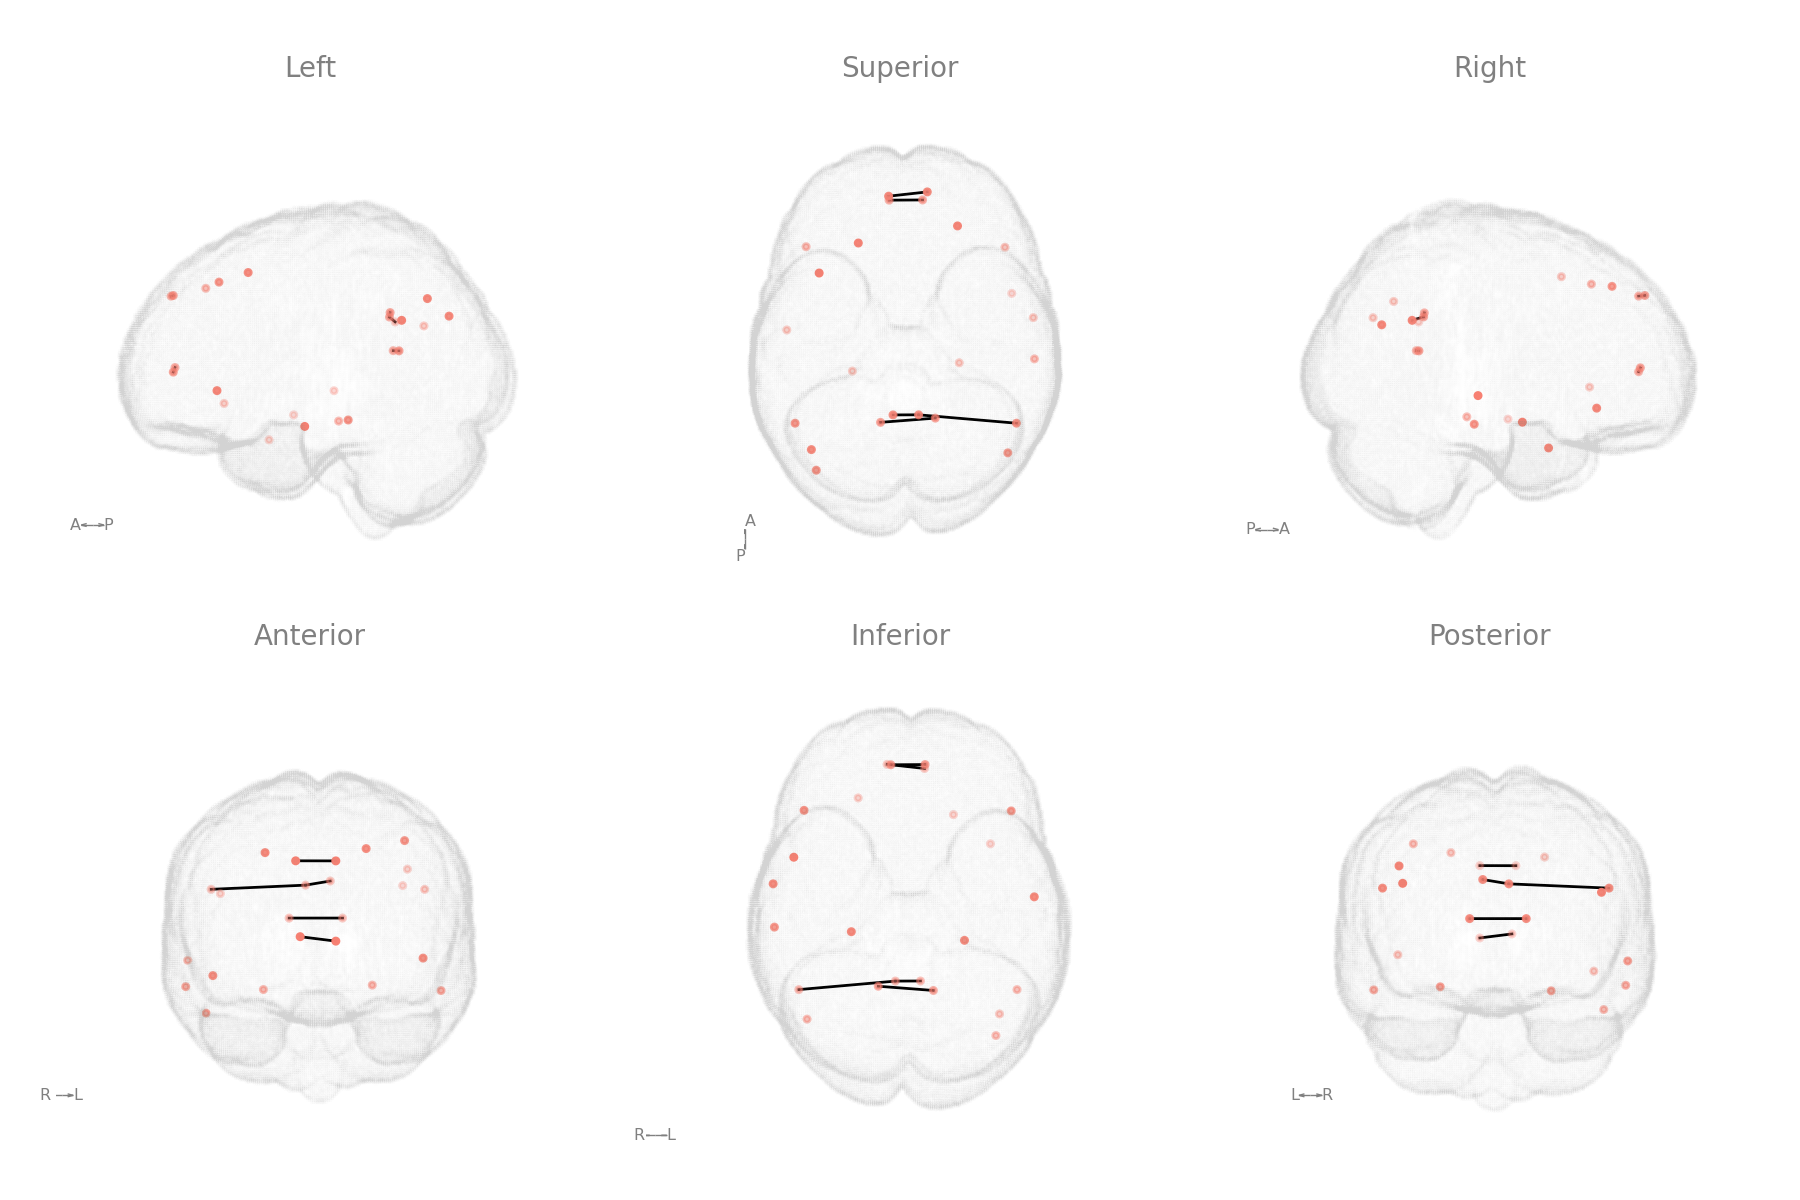 Left
Superior
Right
A P
A
P
P A
Anterior
Inferior
Posterior
R L
R L
L R